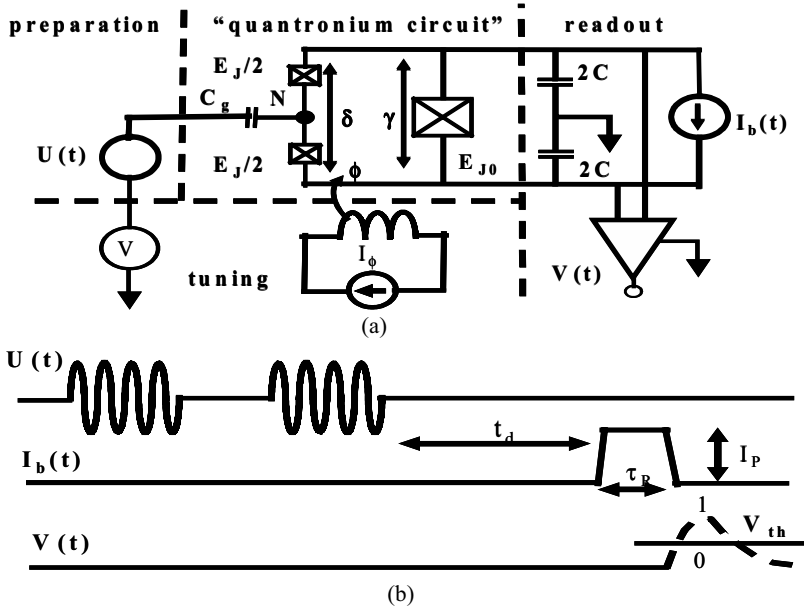 preparation
“quantronium circuit”
readout
E_J/2
C_g
N
δ
γ
2C
I_b(t)
U(t)
E_J/2
ϕ
E_J0
2C
V
tuning
I_ϕ
V(t)
(a)
U(t)
t_d
I_b(t)
I_P
τ_R
1
V_th
V(t)
0
(b)